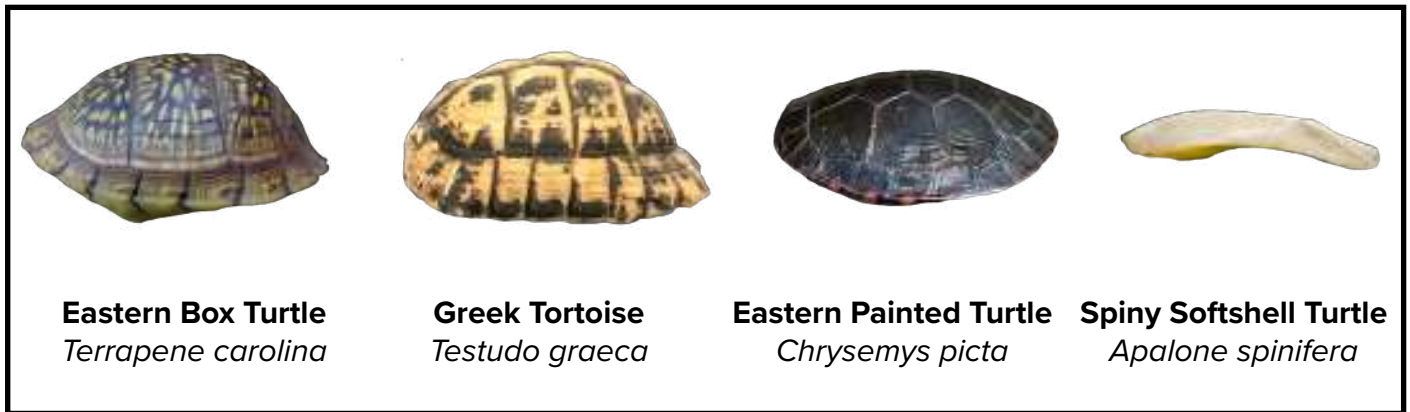 Eastern Box Turtle
Terrapene carolina
Greek Tortoise
Testudo graeca
Eastern Painted Turtle
Chrysemys picta
Spiny Softshell Turtle
Apalone spinifera